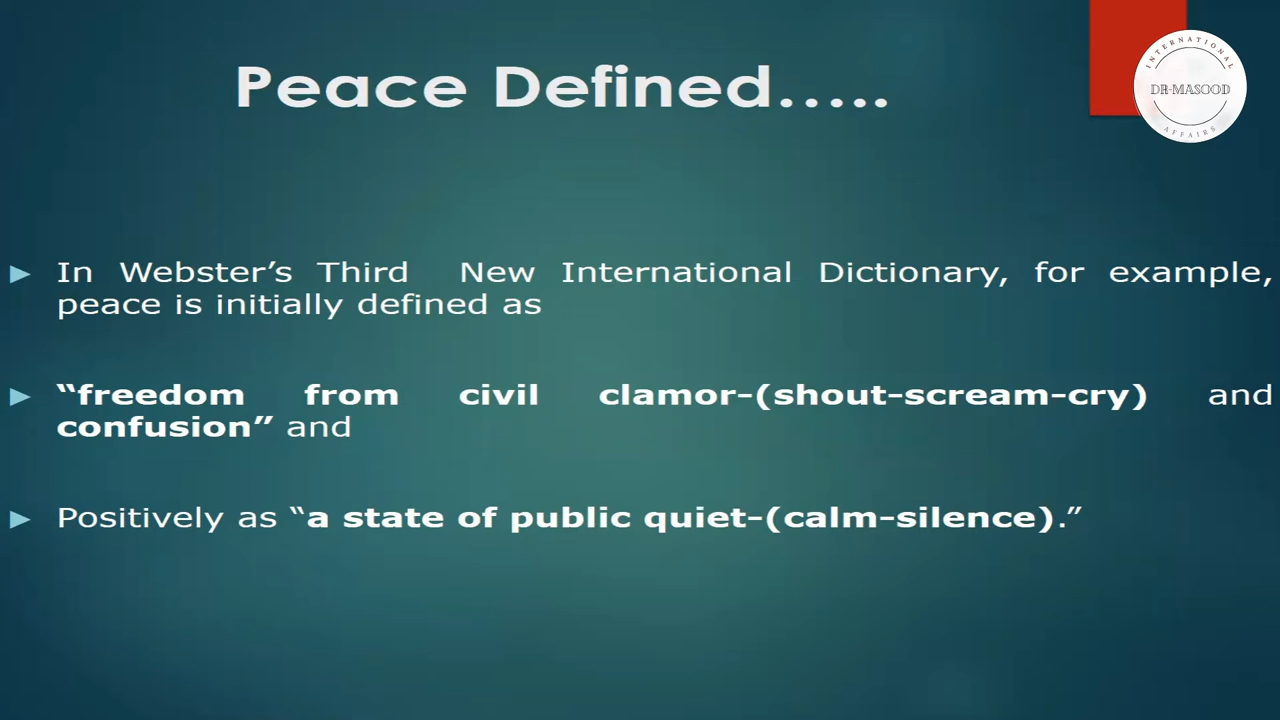 Peace Defined.....
INTERNATIONAL
DR-MASOOD
AFFAIRS
In Webster’s Third New International Dictionary, for example,
peace is initially defined as
“freedom from civil clamor-(shout-scream-cry) and
confusion” and
Positively as “a state of public quiet-(calm-silence).”